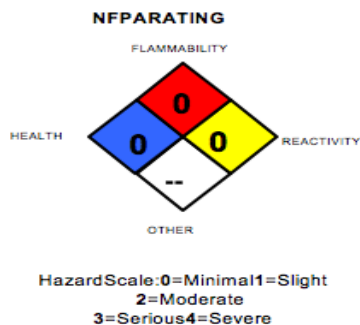 NFPARATING
FLAMMABILITY
0
HEALTH
0
0
REACTIVITY
--
OTHER
HazardScale:0=Minimal1=Slight
2=Moderate
3=Serious4=Severe